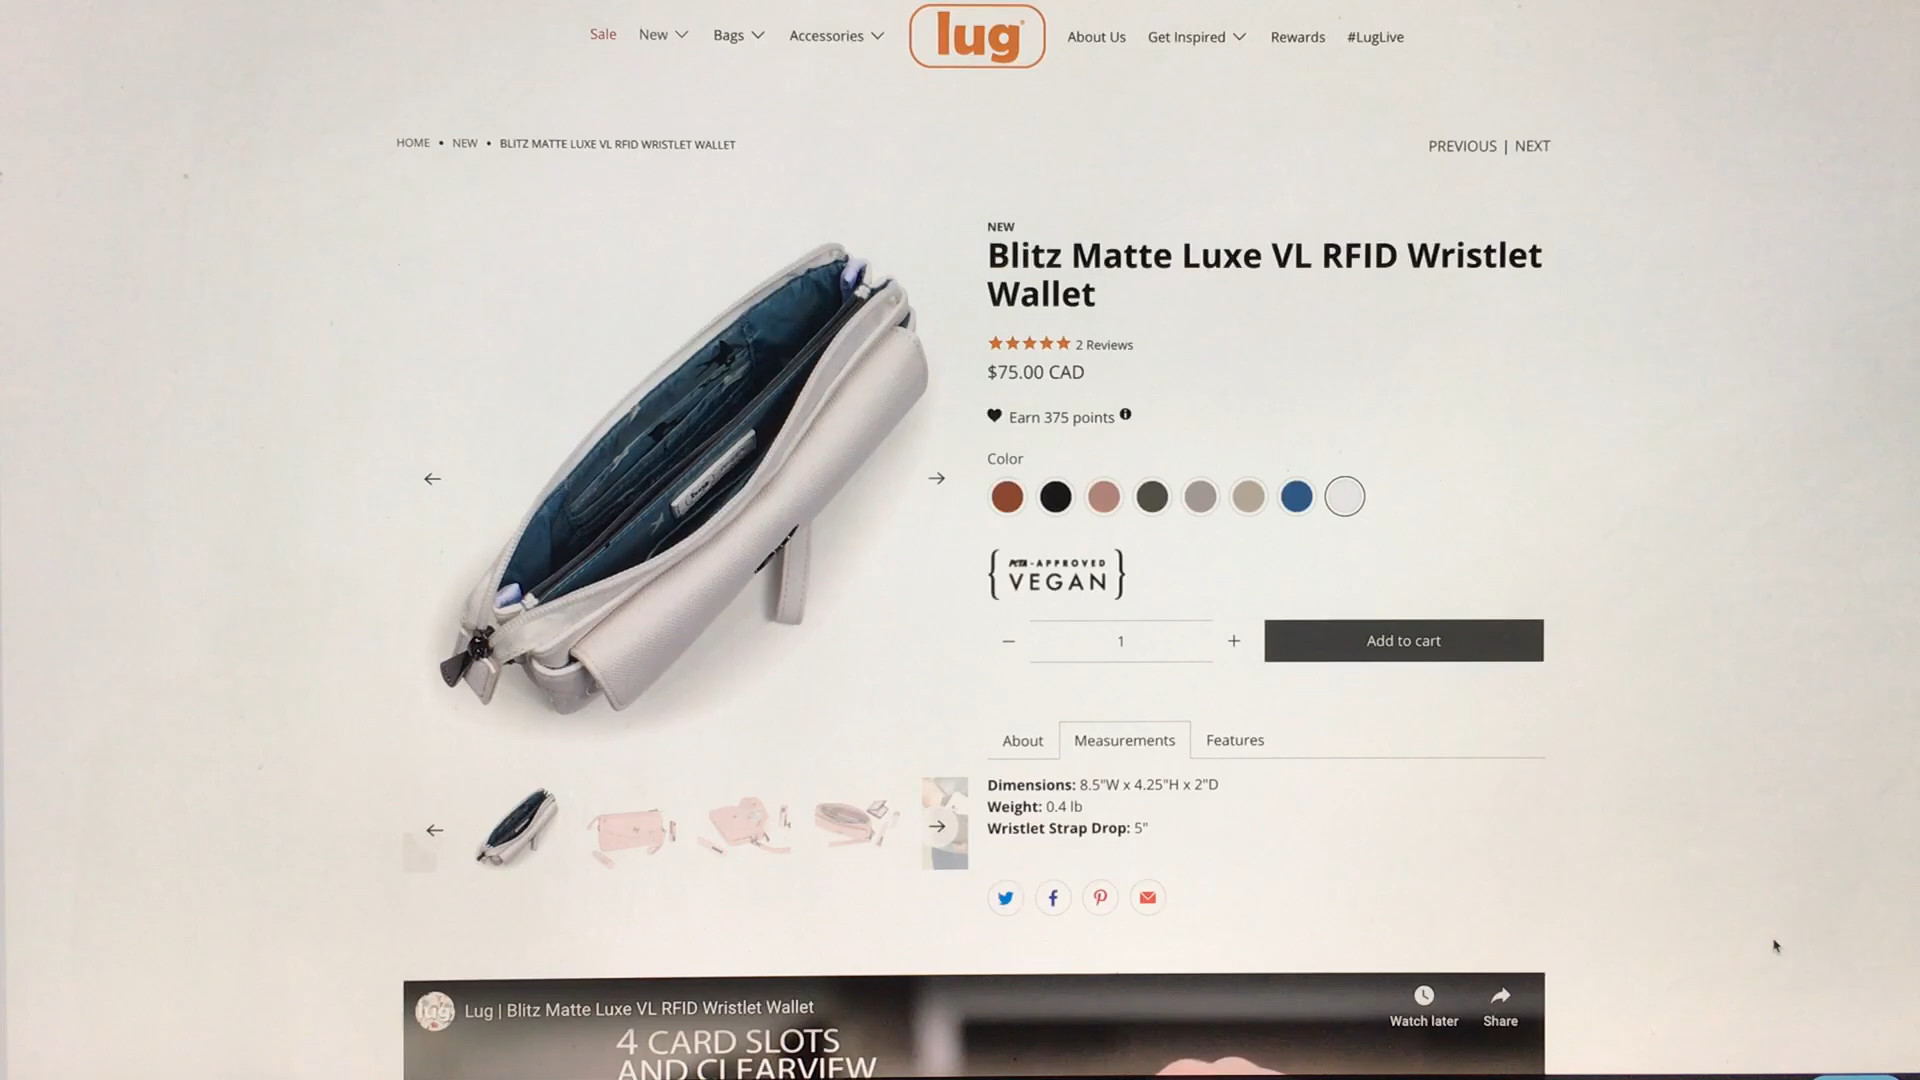 Sale New Bags Accessories lug About Us Get Inspired Rewards #LugLive
HOME • NEW • BLITZ MATTE LUXE VL RFID WRISTLET WALLET
PREVIOUS | NEXT
NEW
Blitz Matte Luxe VL RFID Wristlet
Wallet
2 Reviews
$75.00 CAD
Earn 375 points
Color
PETA-APPROVED
VEGAN
1
Add to cart
About Measurements Features
Dimensions: 8.5"W x 4.25"H x 2"D
Weight: 0.4 lb
Wristlet Strap Drop: 5"
lug
Lug | Blitz Matte Luxe VL RFID Wristlet Wallet
Watch later Share
4 CARD SLOTS
AND CLEARVIEW